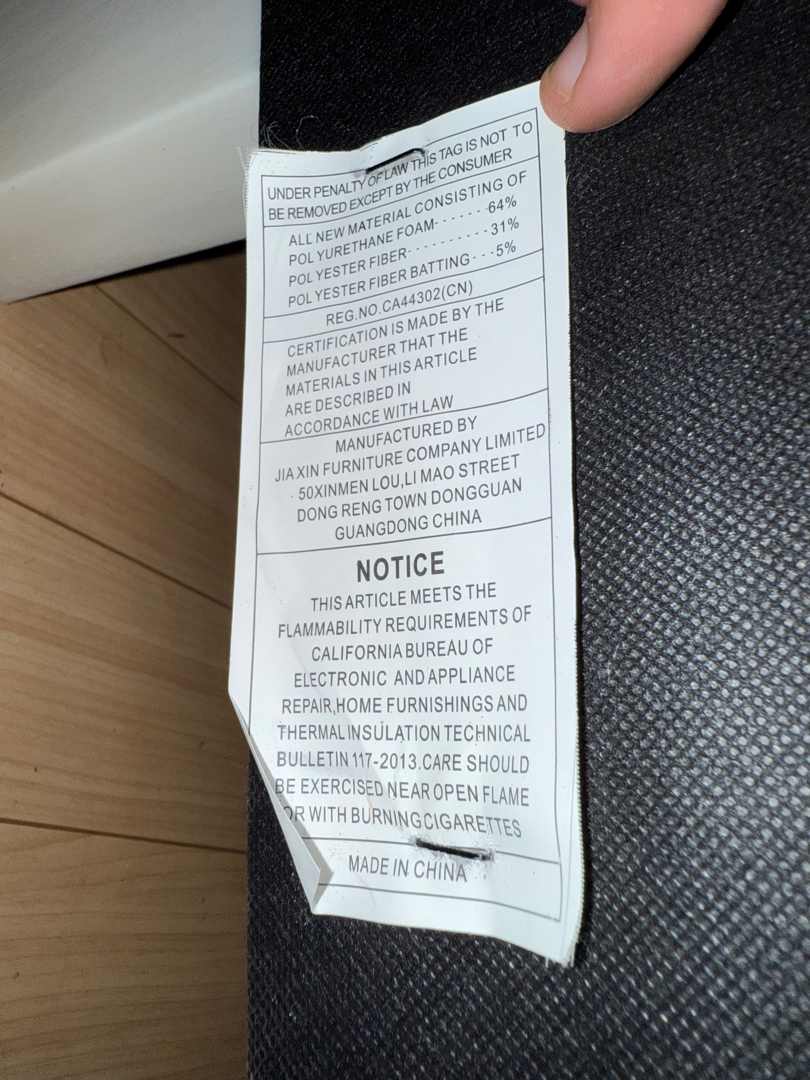 UNDER PENALTY OF LAW THIS TAG IS NOT TO
BE REMOVED EXCEPT BY THE CONSUMER
ALL NEW MATERIAL CONSISTING OF
POLYURETHANE FOAM-------64%
POLYESTER FIBER----------31%
POLYESTER FIBER BATTING---5%
REG.NO.CA44302(CN)
CERTIFICATION IS MADE BY THE
MANUFACTURER THAT THE
MATERIALS IN THIS ARTICLE
ARE DESCRIBED IN
ACCORDANCE WITH LAW
MANUFACTURED BY
JIA XIN FURNITURE COMPANY LIMITED
50XINMEN LOU,LI MAO STREET
DONG RENG TOWN DONGGUAN
GUANGDONG CHINA
NOTICE
THIS ARTICLE MEETS THE
FLAMMABILITY REQUIREMENTS OF
CALIFORNIA BUREAU OF
ELECTRONIC AND APPLIANCE
REPAIR,HOME FURNISHINGS AND
THERMAL INSULATION TECHNICAL
BULLETIN 117-2013.CARE SHOULD
BE EXERCISED NEAR OPEN FLAME
OR WITH BURNING CIGARETTES
MADE IN CHINA